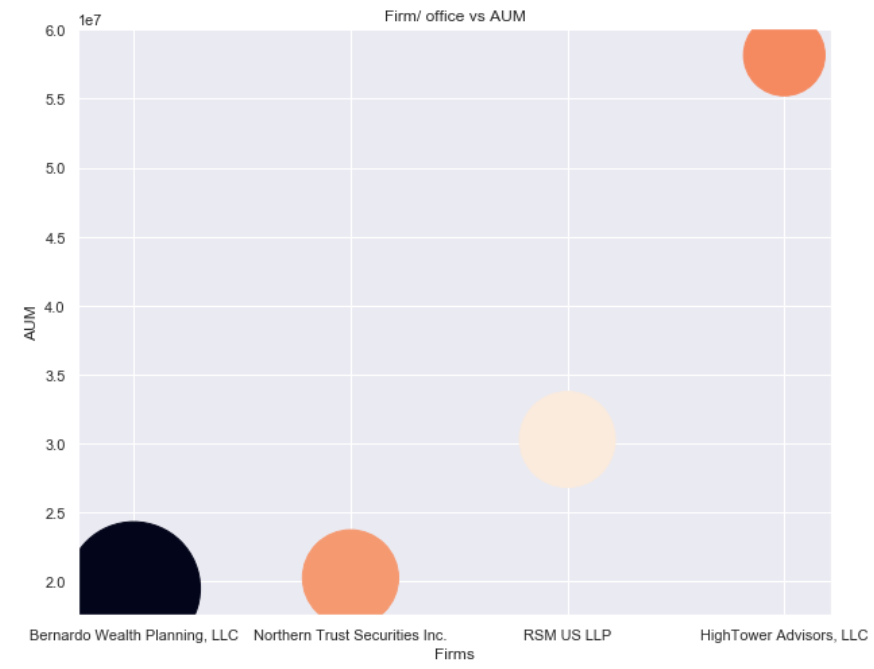 Firm/ office vs AUM
1e7
6.0
5.5
5.0
4.5
4.0
3.5
3.0
2.5
2.0
AUM
Bernardo Wealth Planning, LLC Northern Trust Securities Inc. RSM US LLP HighTower Advisors, LLC
Firms